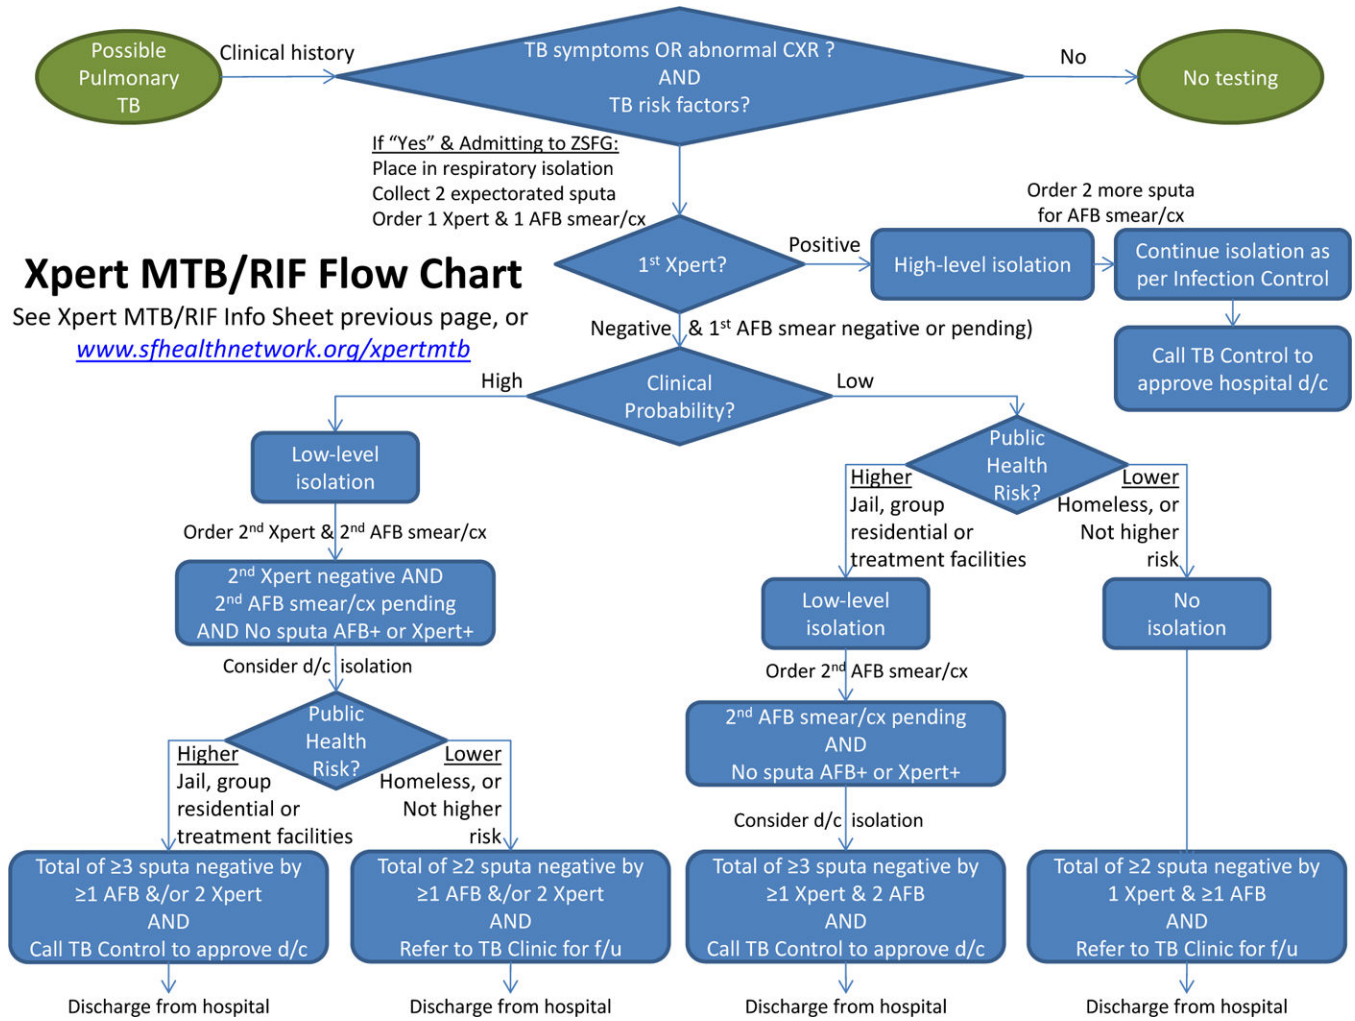 Possible
Pulmonary
TB
Clinical history
TB symptoms OR abnormal CXR ?
AND
TB risk factors?
No
No testing
If “Yes” & Admitting to ZSFG:
Place in respiratory isolation
Collect 2 expectorated sputa
Order 1 Xpert & 1 AFB smear/cx
Xpert MTB/RIF Flow Chart
See Xpert MTB/RIF Info Sheet previous page, or
www.sfhealthnetwork.org/xpertmtb
1st Xpert?
Positive
High-level isolation
Order 2 more sputa
for AFB smear/cx
Continue isolation as
per Infection Control
Call TB Control to
approve hospital d/c
Negative & 1st AFB smear negative or pending)
Clinical
Probability?
High
Low
Low-level
isolation
Order 2nd Xpert & 2nd AFB smear/cx
2nd Xpert negative AND
2nd AFB smear/cx pending
AND No sputa AFB+ or Xpert+
Consider d/c isolation
Public
Health
Risk?
Higher
Jail, group
residential or
treatment facilities
Lower
Homeless, or
Not higher
risk
Total of ≥3 sputa negative by
≥1 AFB &/or 2 Xpert
AND
Call TB Control to approve d/c
Discharge from hospital
Total of ≥2 sputa negative by
≥1 AFB &/or 2 Xpert
AND
Refer to TB Clinic for f/u
Discharge from hospital
Public
Health
Risk?
Higher
Jail, group
residential or
treatment facilities
Lower
Homeless, or
Not higher
risk
Low-level
isolation
Order 2nd AFB smear/cx
2nd AFB smear/cx pending
AND
No sputa AFB+ or Xpert+
Consider d/c isolation
Total of ≥3 sputa negative by
≥1 Xpert & 2 AFB
AND
Call TB Control to approve d/c
Discharge from hospital
No
isolation
Total of ≥2 sputa negative by
1 Xpert & ≥1 AFB
AND
Refer to TB Clinic for f/u
Discharge from hospital